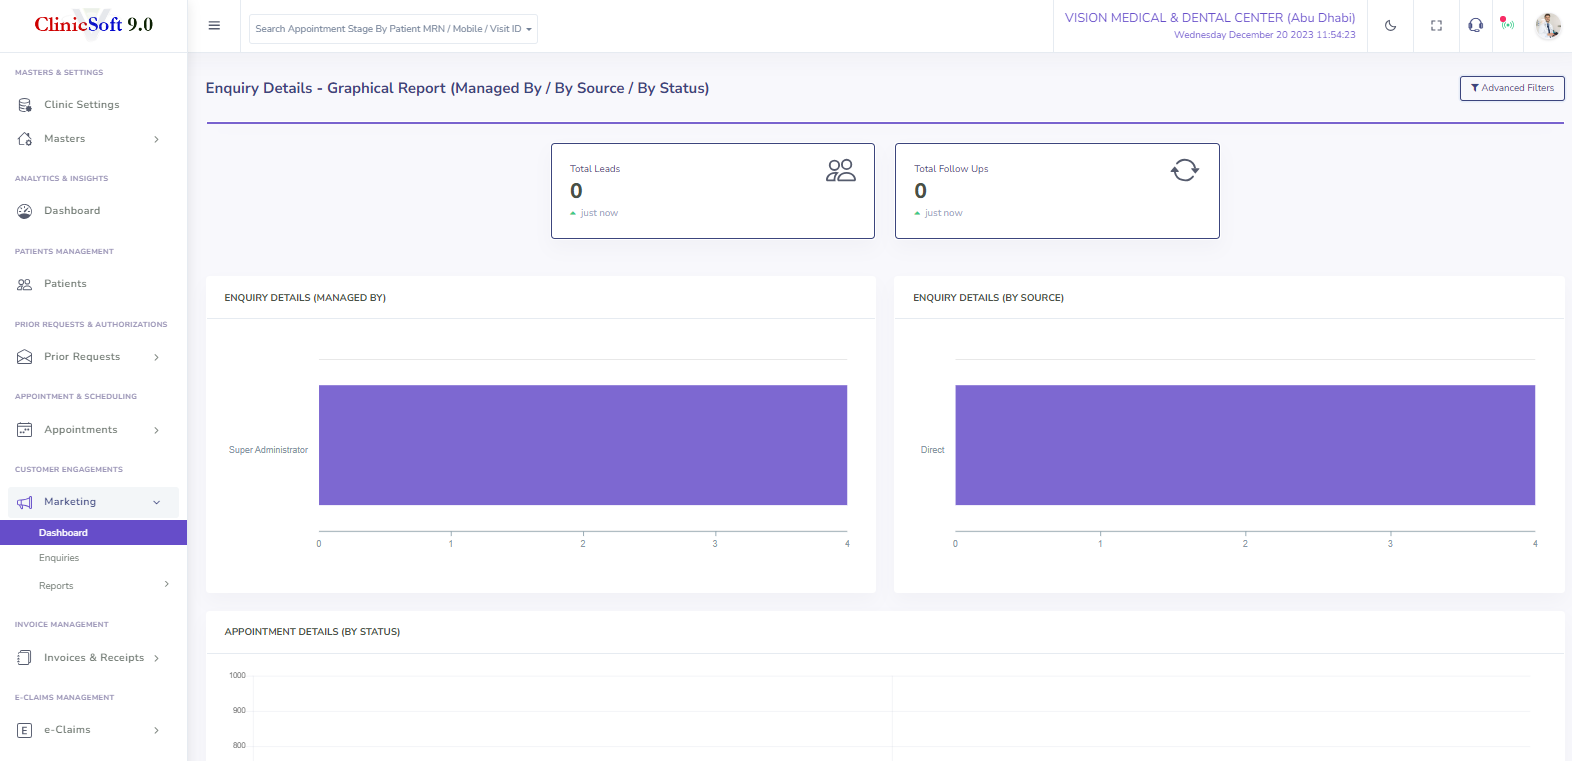 ClinicSoft 9.0
Search Appointment Stage By Patient MRN / Mobile / Visit ID
VISION MEDICAL & DENTAL CENTER (Abu Dhabi)
Wednesday December 20 2023 11:54:23
MASTERS & SETTINGS
Clinic Settings
Masters
ANALYTICS & INSIGHTS
Dashboard
PATIENTS MANAGEMENT
Patients
PRIOR REQUESTS & AUTHORIZATIONS
Prior Requests
APPOINTMENT & SCHEDULING
Appointments
CUSTOMER ENGAGEMENTS
Marketing
Dashboard
Enquiries
Reports
INVOICE MANAGEMENT
Invoices & Receipts
E-CLAIMS MANAGEMENT
E
e-Claims
Enquiry Details - Graphical Report (Managed By / By Source / By Status)
Advanced Filters
Total Leads
0
just now
Total Follow Ups
0
just now
ENQUIRY DETAILS (MANAGED BY)
Super Administrator
0 1 2 3 4
ENQUIRY DETAILS (BY SOURCE)
Direct
0 1 2 3 4
APPOINTMENT DETAILS (BY STATUS)
1000
900
800